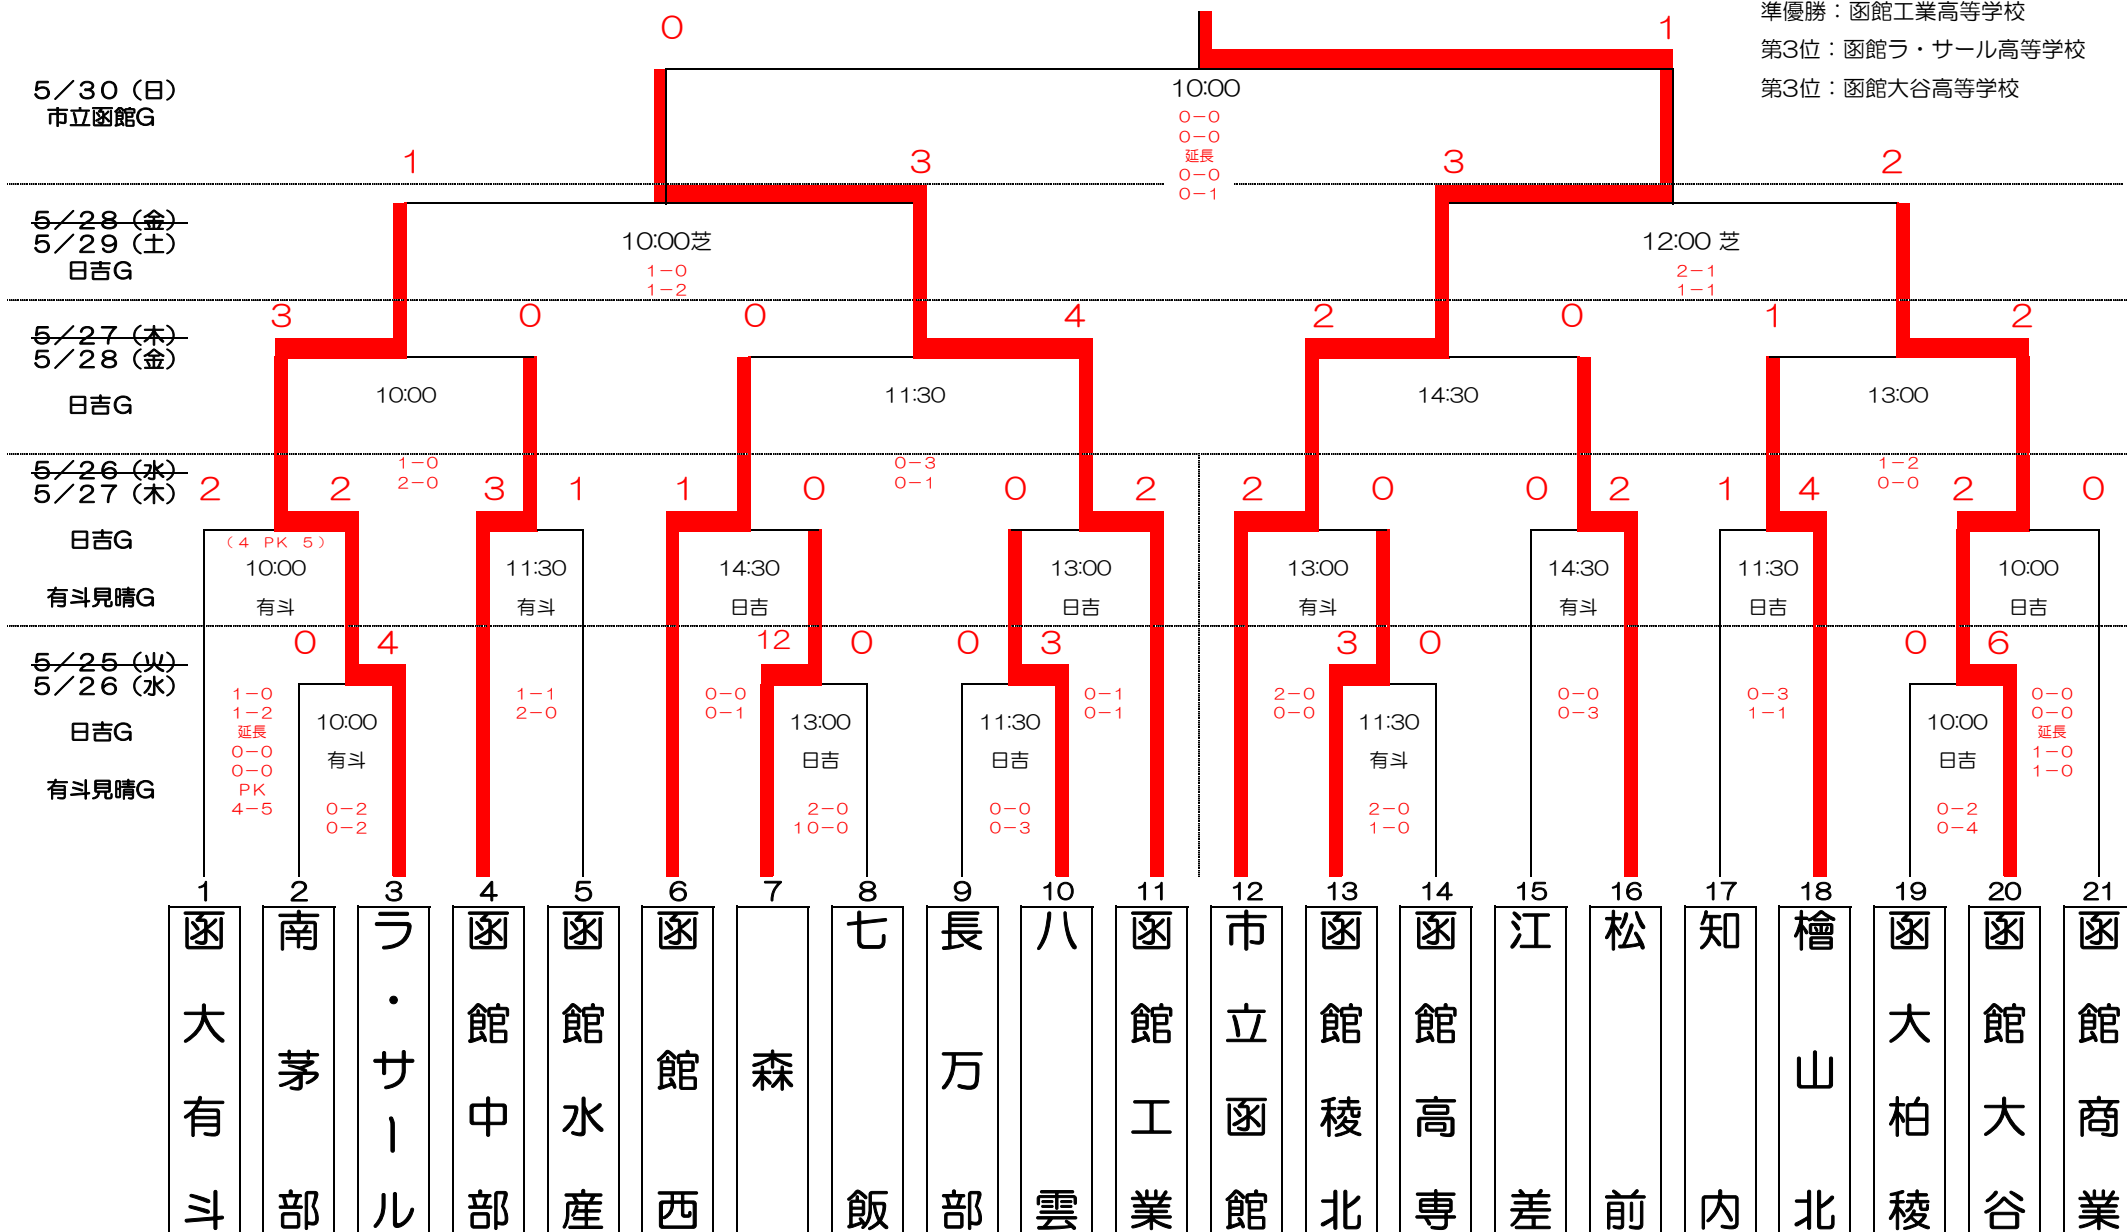 準優勝：函館工業高等学校
第3位：函館ラ・サール高等学校
第3位：函館大谷高等学校
0
1
5／30（日）
市立函館G
10:00
0－0
0－0
延長
0－0
0－1
1
3
3
2
5／28（金）
5／29（土）
日吉G
10:00芝
1－0
1－2
12:00 芝
2－1
1－1
3
0
0
4
2
0
1
2
5／27（木）
5／28（金）
日吉G
10:00
11:30
14:30
13:00
1－0
2－0
0－3
0－1
1－2
0－0
5／26（水）
5／27（木）
日吉G
有斗見晴G
2
2
3
1
1
0
0
2
2
0
0
2
1
4
2
0
（4 PK 5）
10:00
有斗
11:30
有斗
14:30
日吉
13:00
日吉
13:00
有斗
14:30
有斗
11:30
日吉
10:00
日吉
0
4
12
0
0
3
3
0
0
6
5／25（火）
5／26（水）
日吉G
有斗見晴G
1－0
1－2
延長
0－0
0－0
PK
4－5
10:00
有斗
0－2
0－2
1－1
2－0
0－0
0－1
13:00
日吉
2－0
10－0
11:30
日吉
0－0
0－3
0－1
0－1
2－0
0－0
11:30
有斗
2－0
1－0
0－0
0－3
0－3
1－1
10:00
日吉
0－2
0－4
0－0
0－0
延長
1－0
1－0
1
函大有斗
2
南茅部
3
ラ・サール
4
函館中部
5
函館水産
6
函館西
7
森
8
七飯
9
長万部
10
八雲
11
函館工業
12
市立函館
13
函館稜北
14
函館高専
15
江差
16
松前
17
知内
18
檜山北
19
函大柏稜
20
函館大谷
21
函館商業